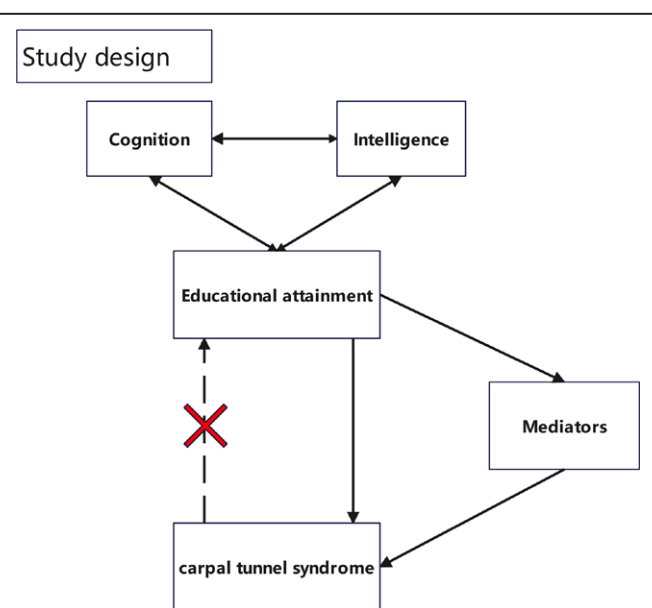 Study design
Cognition
Intelligence
Educational attainment
Mediators
carpal tunnel syndrome